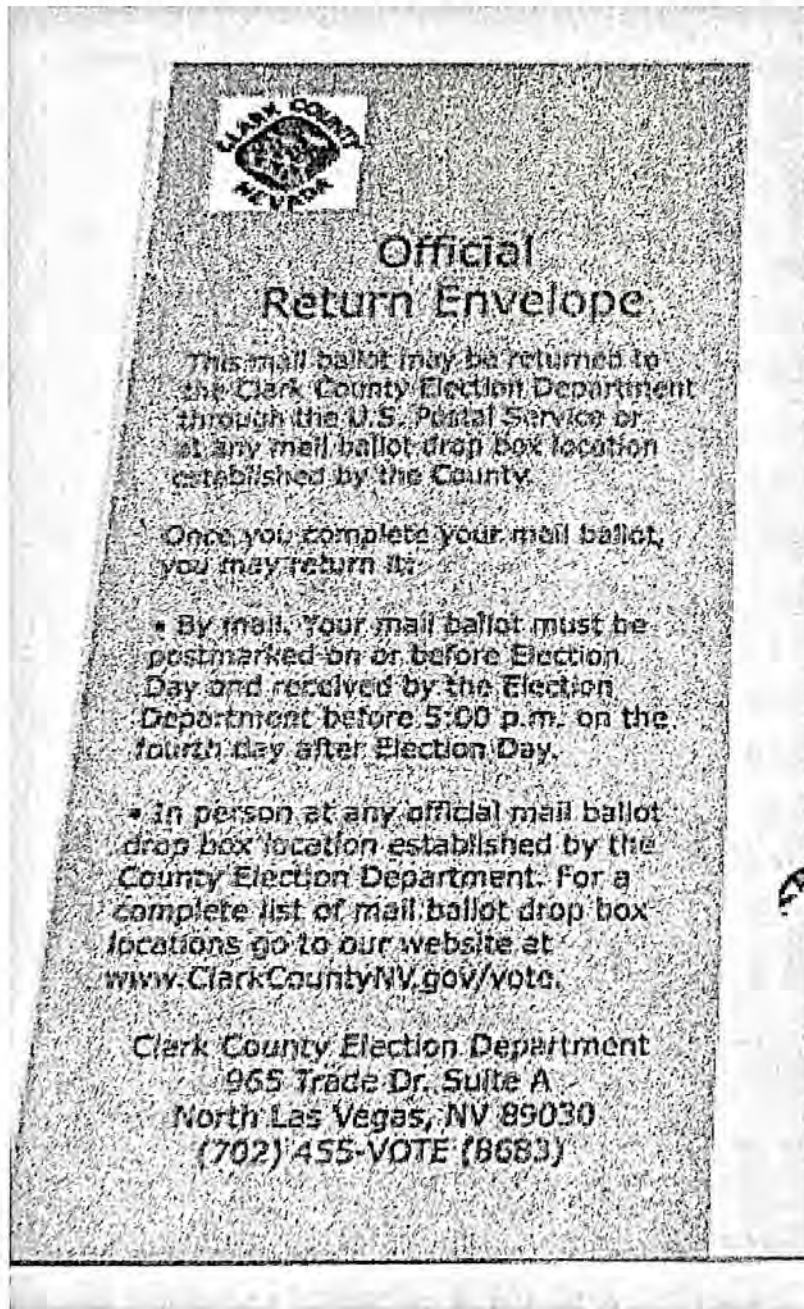 CLARK COUNTY
NEVADA
Official
Return Envelope
This mail ballot may be returned to
the Clark County Election Department
through the U.S. Postal Service or
at any mail ballot drop box location
established by the County.
Once you complete your mail ballot,
you may return it:
• By mail. Your mail ballot must be
postmarked on or before Election
Day and received by the Election
Department before 5:00 p.m. on the
fourth day after Election Day.
• In person at any official mail ballot
drop box location established by the
County Election Department. For a
complete list of mail ballot drop box
locations go to our website at
www.ClarkCountyNV.gov/vote.
Clark County Election Department
965 Trade Dr. Suite A
North Las Vegas, NV 89030
(702) 455-VOTE (8683)